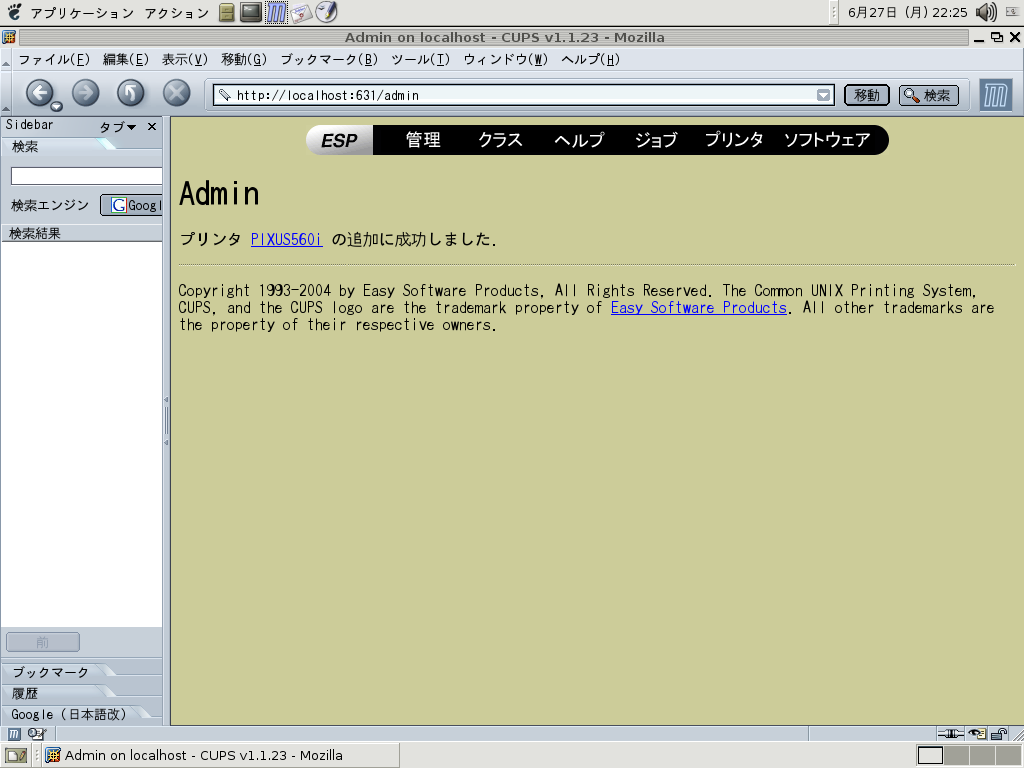 アプリケーション アクション 6月27日 (月) 22:25
Admin on localhost - CUPS v1.1.23 - Mozilla
ファイル(F) 編集(E) 表示(V) 移動(G) ブックマーク(B) ツール(T) ウィンドウ(W) ヘルプ(H)
http://localhost:631/admin 移動 検索
Sidebar タブ
検索
検索エンジン Googl
検索結果
前
ブックマーク
履歴
Google (日本語改)
ESP 管理 クラス ヘルプ ジョブ プリンタ ソフトウェア
Admin
プリンタ PIXUS560i の追加に成功しました.
Copyright 1993-2004 by Easy Software Products, All Rights Reserved. The Common UNIX Printing System,
CUPS, and the CUPS logo are the trademark property of Easy Software Products. All other trademarks are
the property of their respective owners.
Admin on localhost - CUPS v1.1.23 - Mozilla